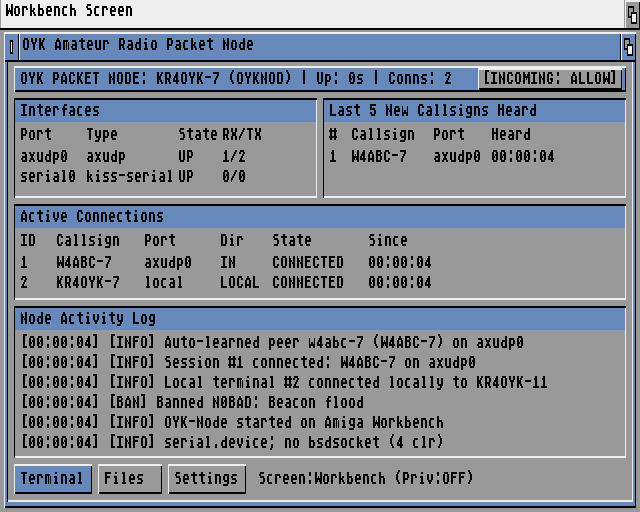 Workbench Screen
OYK Amateur Radio Packet Node
OYK PACKET NODE: KR4OYK-7 (OYKNOD) | Up: 0s | Conns: 2 [INCOMING: ALLOW]
Interfaces
Port Type State RX/TX
axudp0 axudp UP 1/2
serial0 kiss-serial UP 0/0
Last 5 New Callsigns Heard
# Callsign Port Heard
1 W4ABC-7 axudp0 00:00:04
Active Connections
ID Callsign Port Dir State Since
1 W4ABC-7 axudp0 IN CONNECTED 00:00:04
2 KR4OYK-7 local LOCAL CONNECTED 00:00:04
Node Activity Log
[00:00:04] [INFO] Auto-learned peer w4abc-7 (W4ABC-7) on axudp0
[00:00:04] [INFO] Session #1 connected: W4ABC-7 on axudp0
[00:00:04] [INFO] Local terminal #2 connected locally to KR4OYK-11
[00:00:04] [BAN] Banned N0BAD: Beacon flood
[00:00:04] [INFO] OYK-Node started on Amiga Workbench
[00:00:04] [INFO] serial.device; no bsdsocket (4 clr)
Terminal Files Settings Screen:Workbench (Priv:OFF)